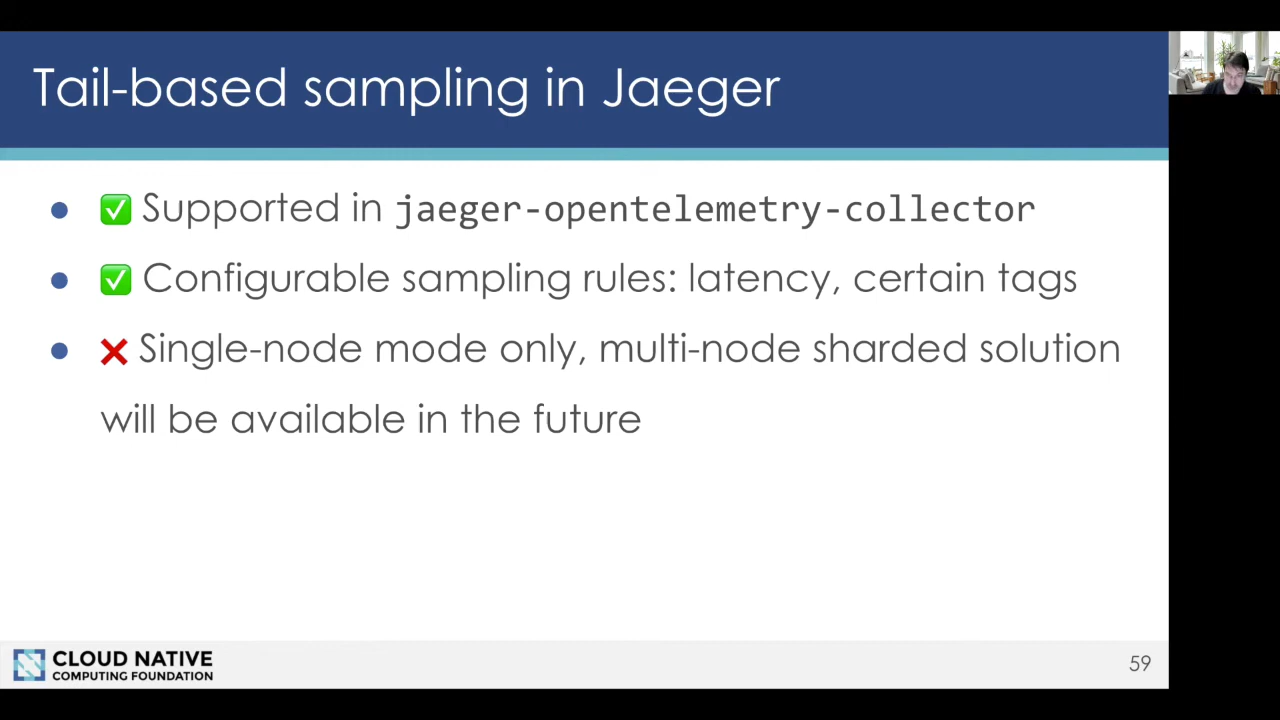 Tail-based sampling in Jaeger
● ✅ Supported in jaeger-opentelemetry-collector
● ✅ Configurable sampling rules: latency, certain tags
● ❌ Single-node mode only, multi-node sharded solution
will be available in the future
CLOUD NATIVE
COMPUTING FOUNDATION
59